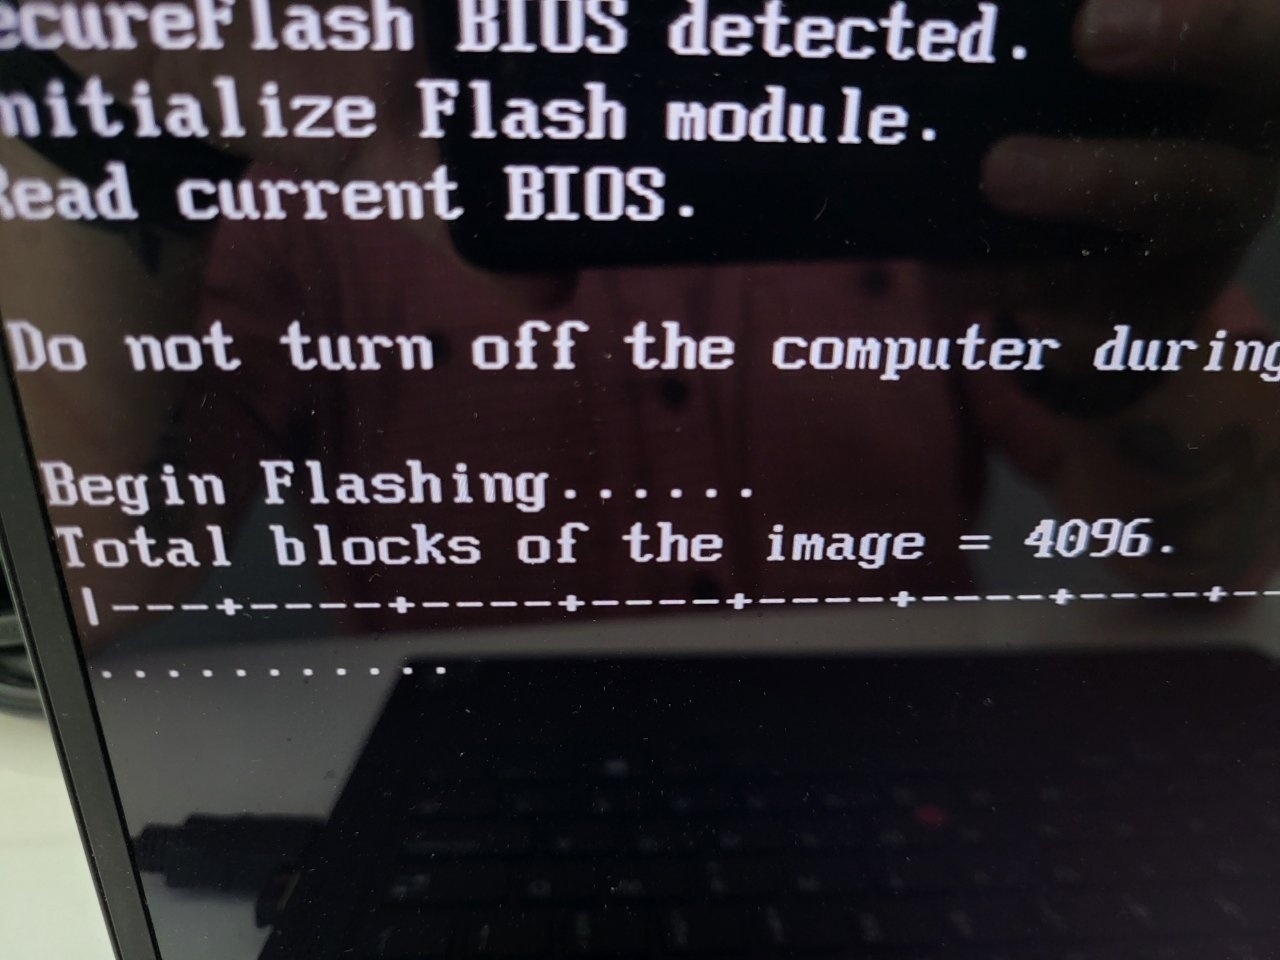 ecureFlash BIOS detected.
nitialize Flash module.
Read current BIOS.
Do not turn off the computer during
Begin Flashing......
Total blocks of the image = 4096.
|---+----+----+----+----+----+----+--
...........